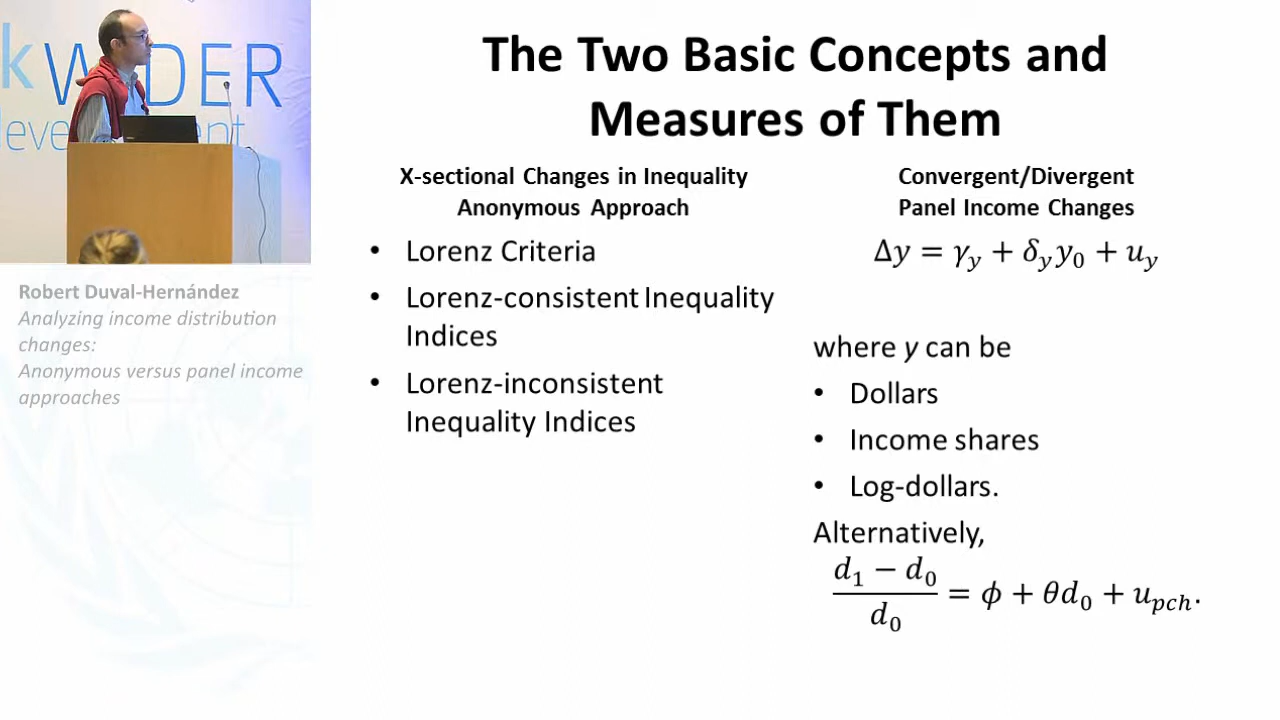 k WIDER
development
The Two Basic Concepts and
Measures of Them
X-sectional Changes in Inequality
Anonymous Approach
• Lorenz Criteria
• Lorenz-consistent Inequality
Indices
• Lorenz-inconsistent
Inequality Indices
Convergent/Divergent
Panel Income Changes
Δy = γ_y + δ_y y_0 + u_y
where y can be
• Dollars
• Income shares
• Log-dollars.
Alternatively,
(d_1 − d_0)/d_0 = ϕ + θd_0 + u_{pch}.
Robert Duval-Hernández
Analyzing income distribution
changes:
Anonymous versus panel income
approaches